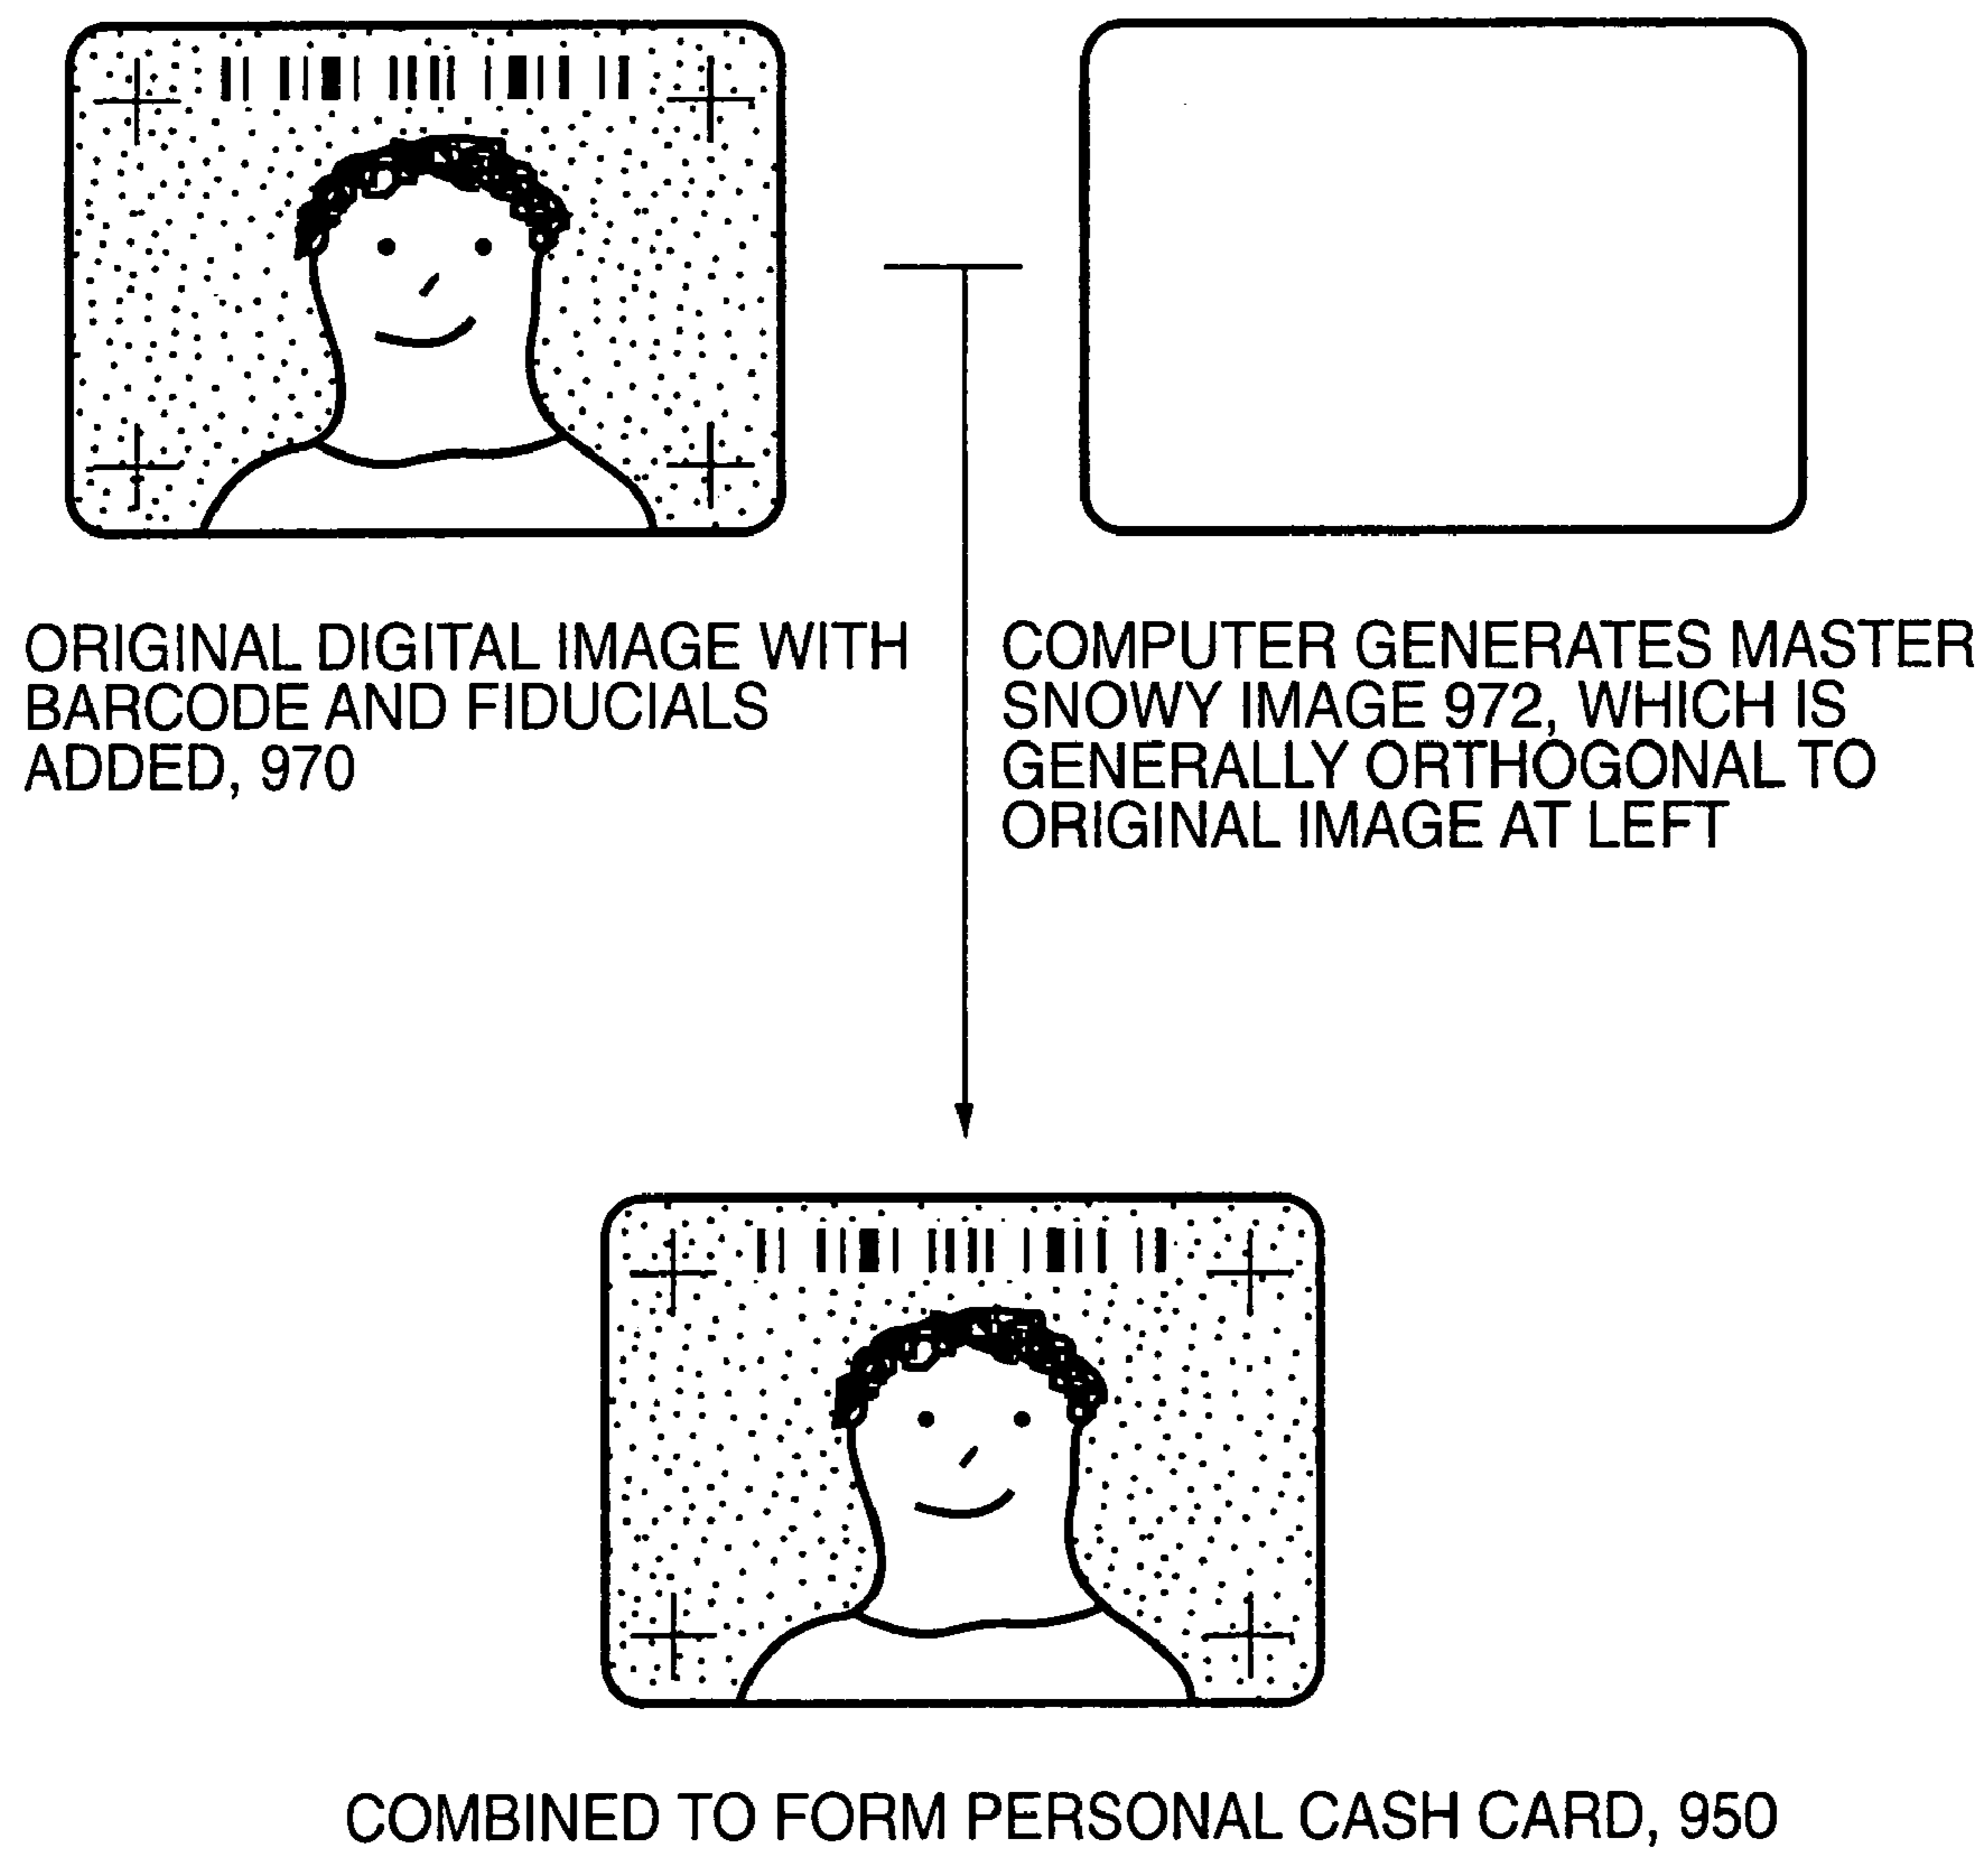 ORIGINAL DIGITAL IMAGE WITH
BARCODE AND FIDUCIALS
ADDED, 970
COMPUTER GENERATES MASTER
SNOWY IMAGE 972, WHICH IS
GENERALLY ORTHOGONAL TO
ORIGINAL IMAGE AT LEFT
COMBINED TO FORM PERSONAL CASH CARD, 950